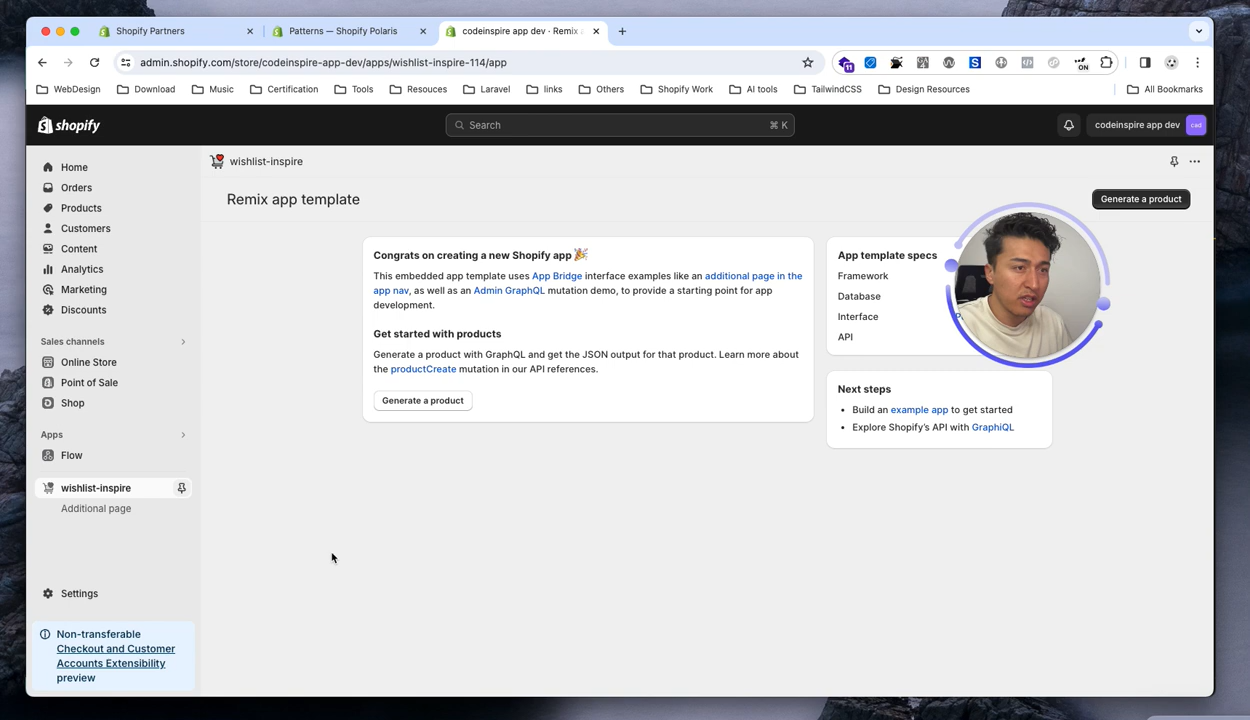 Shopify Partners
Patterns — Shopify Polaris
codeinspire app dev · Remix
admin.shopify.com/store/codeinspire-app-dev/apps/wishlist-inspire-114/app
11
ON
WebDesign
Download
Music
Certification
Tools
Resouces
Laravel
links
Others
Shopify Work
AI tools
TailwindCSS
Design Resources
All Bookmarks
shopify
Search
⌘ K
codeinspire app dev
cad
Home
Orders
Products
Customers
Content
Analytics
Marketing
Discounts
Sales channels
Online Store
Point of Sale
Shop
Apps
Flow
wishlist-inspire
Additional page
Settings
Non-transferable
Checkout and Customer
Accounts Extensibility
preview
wishlist-inspire
Remix app template
Generate a product
Congrats on creating a new Shopify app 🎉
This embedded app template uses App Bridge interface examples like an additional page in the
app nav, as well as an Admin GraphQL mutation demo, to provide a starting point for app
development.
Get started with products
Generate a product with GraphQL and get the JSON output for that product. Learn more about
the productCreate mutation in our API references.
Generate a product
App template specs
Framework
Database
Interface
API
Next steps
• Build an example app to get started
• Explore Shopify's API with GraphiQL